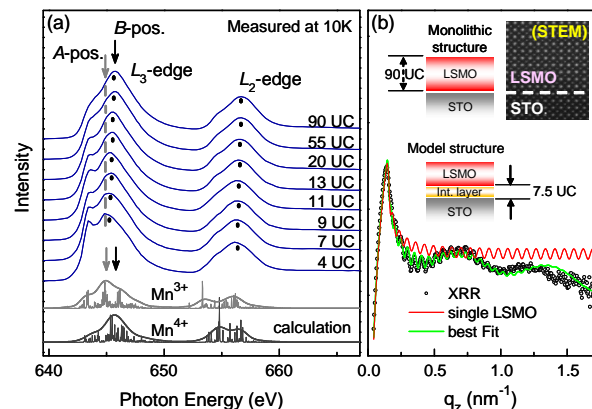 (a)
B-pos.
Measured at 10K
A-pos.
L3-edge
L2-edge
90 UC
55 UC
20 UC
13 UC
11 UC
9 UC
7 UC
4 UC
Mn3+
Mn4+
calculation
Intensity
640
650
660
Photon Energy (eV)
(b)
Monolithic
structure
(STEM)
90 UC
LSMO
STO
LSMO
STO
Model structure
LSMO
Int. layer
STO
7.5 UC
XRR
single LSMO
best Fit
0.0
0.5
1.0
1.5
qz (nm-1)